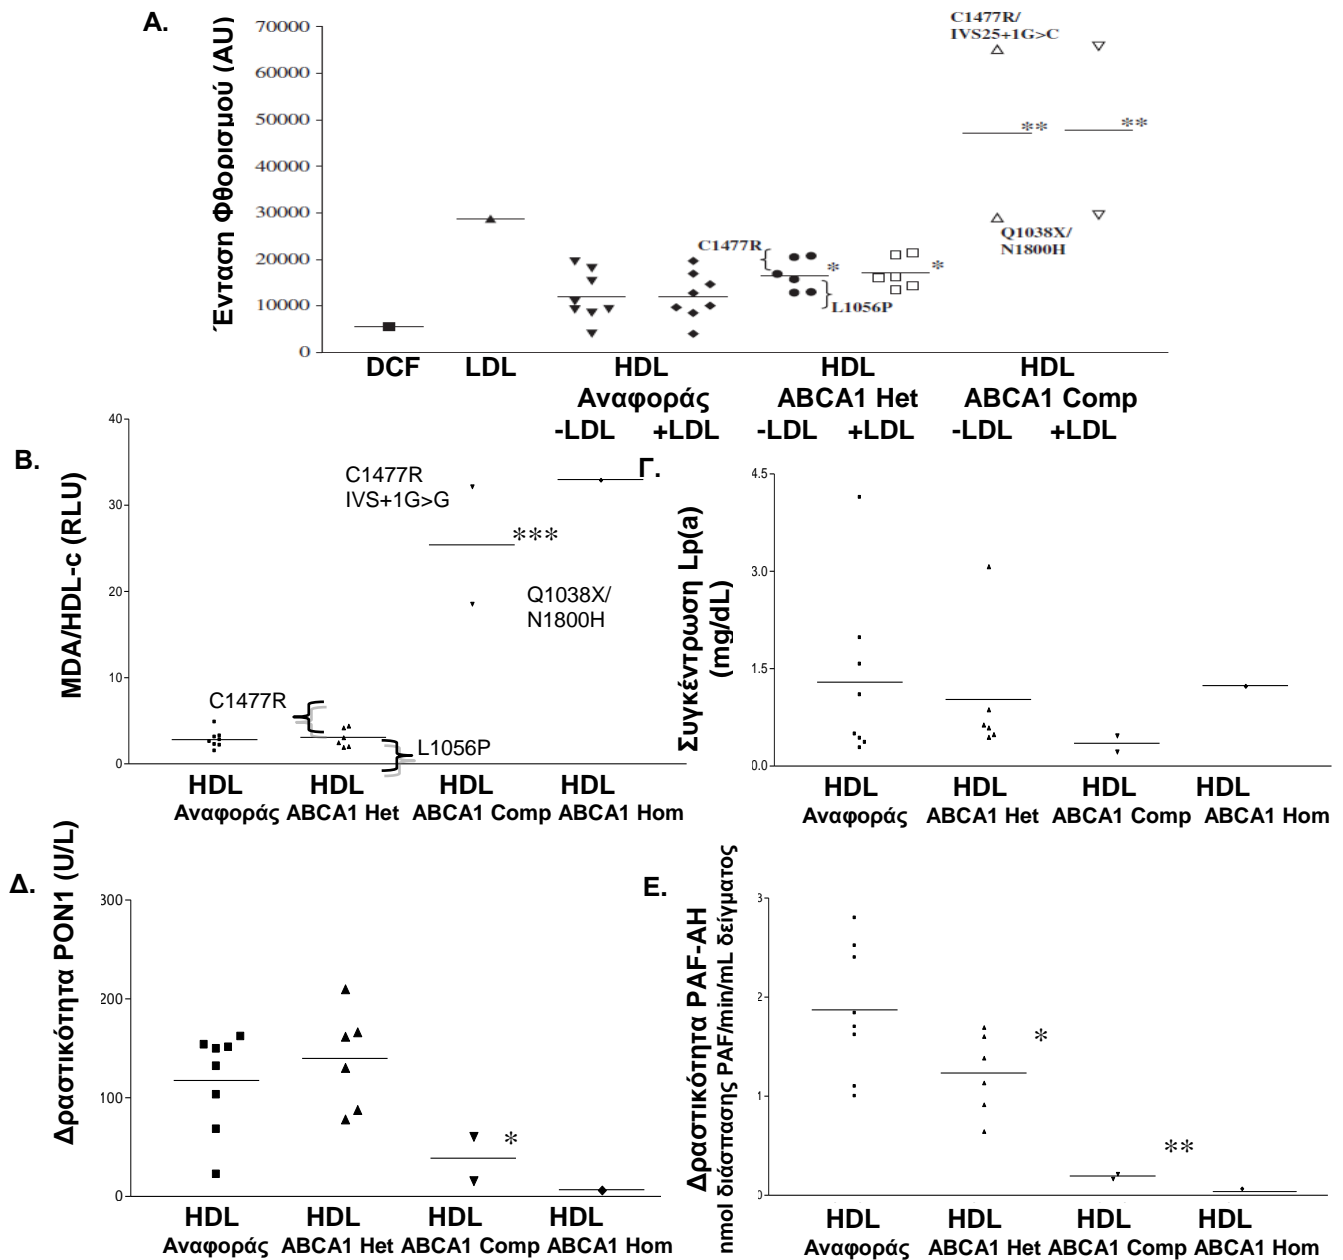 A.
Ένταση Φθορισμού (AU)
70000
60000
50000
40000
30000
20000
10000
0
C1477R/
IVS25+1G>C
**
**
Q1038X/
N1800H
C1477R
*
*
L1056P
DCF
LDL
HDL
Αναφοράς
-LDL +LDL
HDL
ABCA1 Het
-LDL +LDL
HDL
ABCA1 Comp
-LDL +LDL
B.
MDA/HDL-c (RLU)
40
30
20
10
0
C1477R
IVS+1G>G
***
Q1038X/
N1800H
C1477R
L1056P
HDL
Αναφοράς
HDL
ABCA1 Het
HDL
ABCA1 Comp
HDL
ABCA1 Hom
Γ.
Συγκέντρωση Lp(a)
(mg/dL)
4.5
3.0
1.5
0.0
HDL
Αναφοράς
HDL
ABCA1 Het
HDL
ABCA1 Comp
HDL
ABCA1 Hom
Δ.
Δραστικότητα PON1 (U/L)
300
200
100
0
*
HDL
Αναφοράς
HDL
ABCA1 Het
HDL
ABCA1 Comp
HDL
ABCA1 Hom
E.
Δραστικότητα PAF-AH
nmol διάσπασης PAF/min/mL δείγματος
3
2
1
0
*
**
HDL
Αναφοράς
HDL
ABCA1 Het
HDL
ABCA1 Comp
HDL
ABCA1 Hom